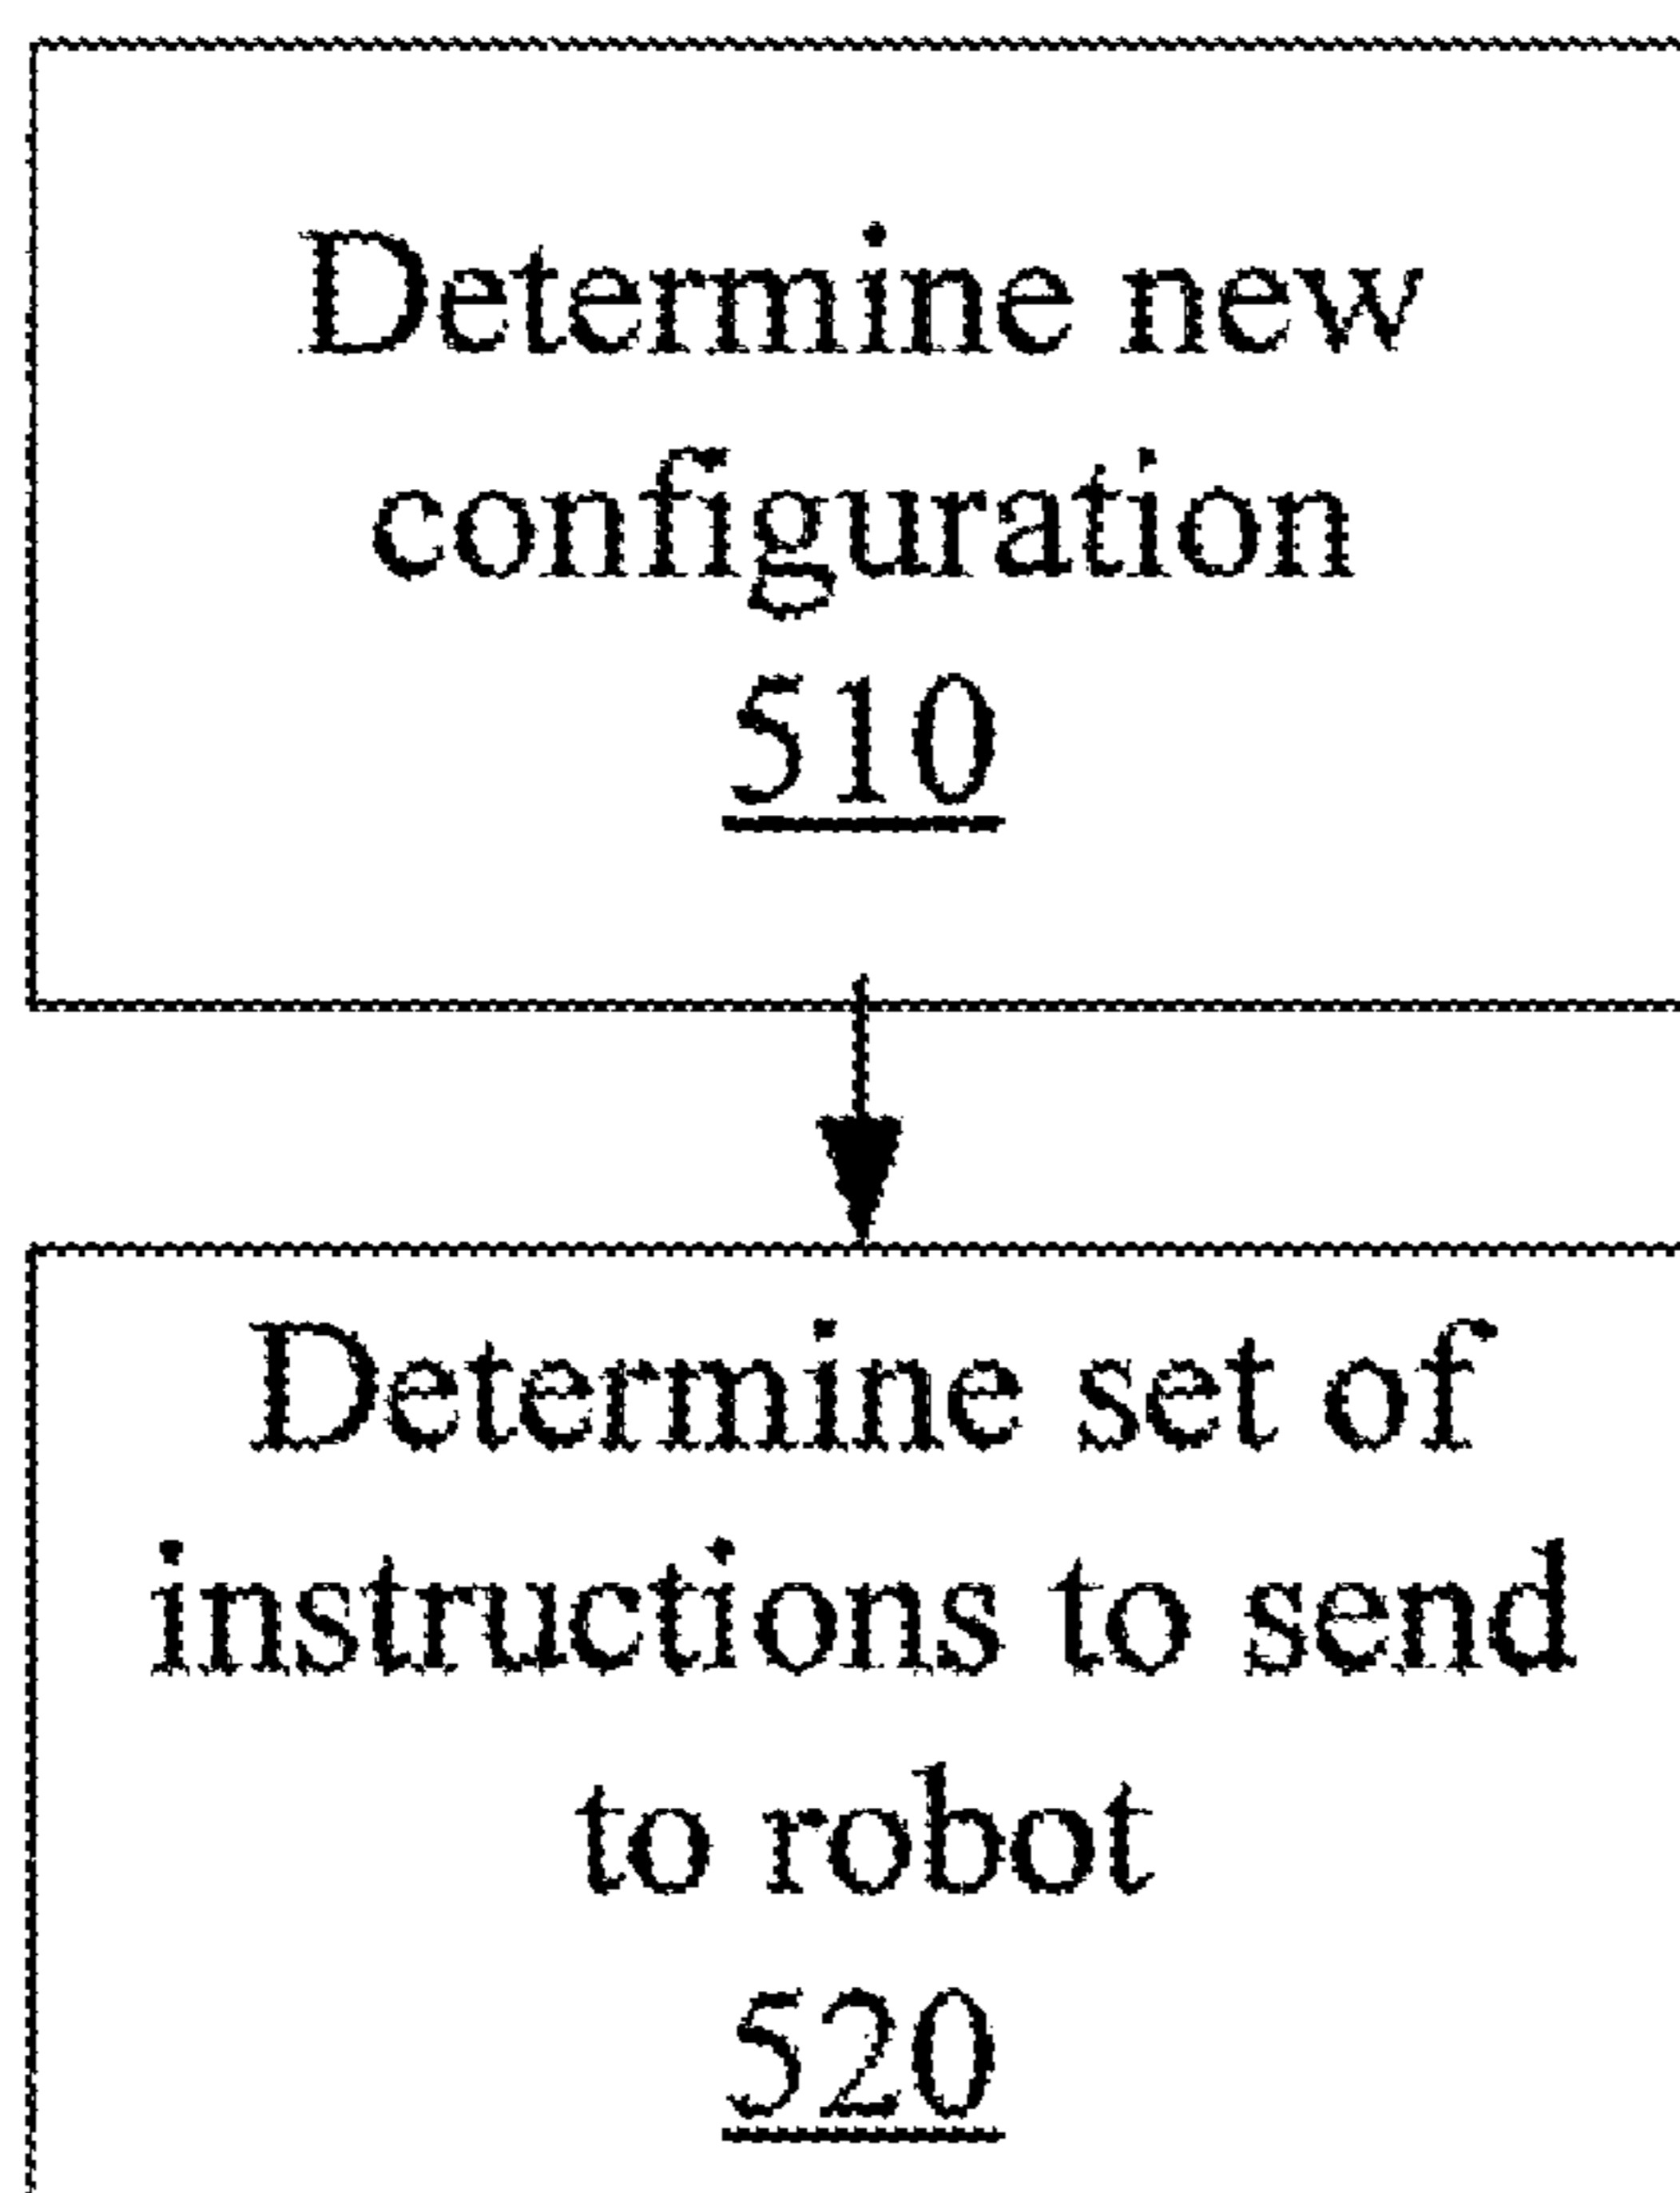 Determine new
configuration
510
Determine set of
instructions to send
to robot
520